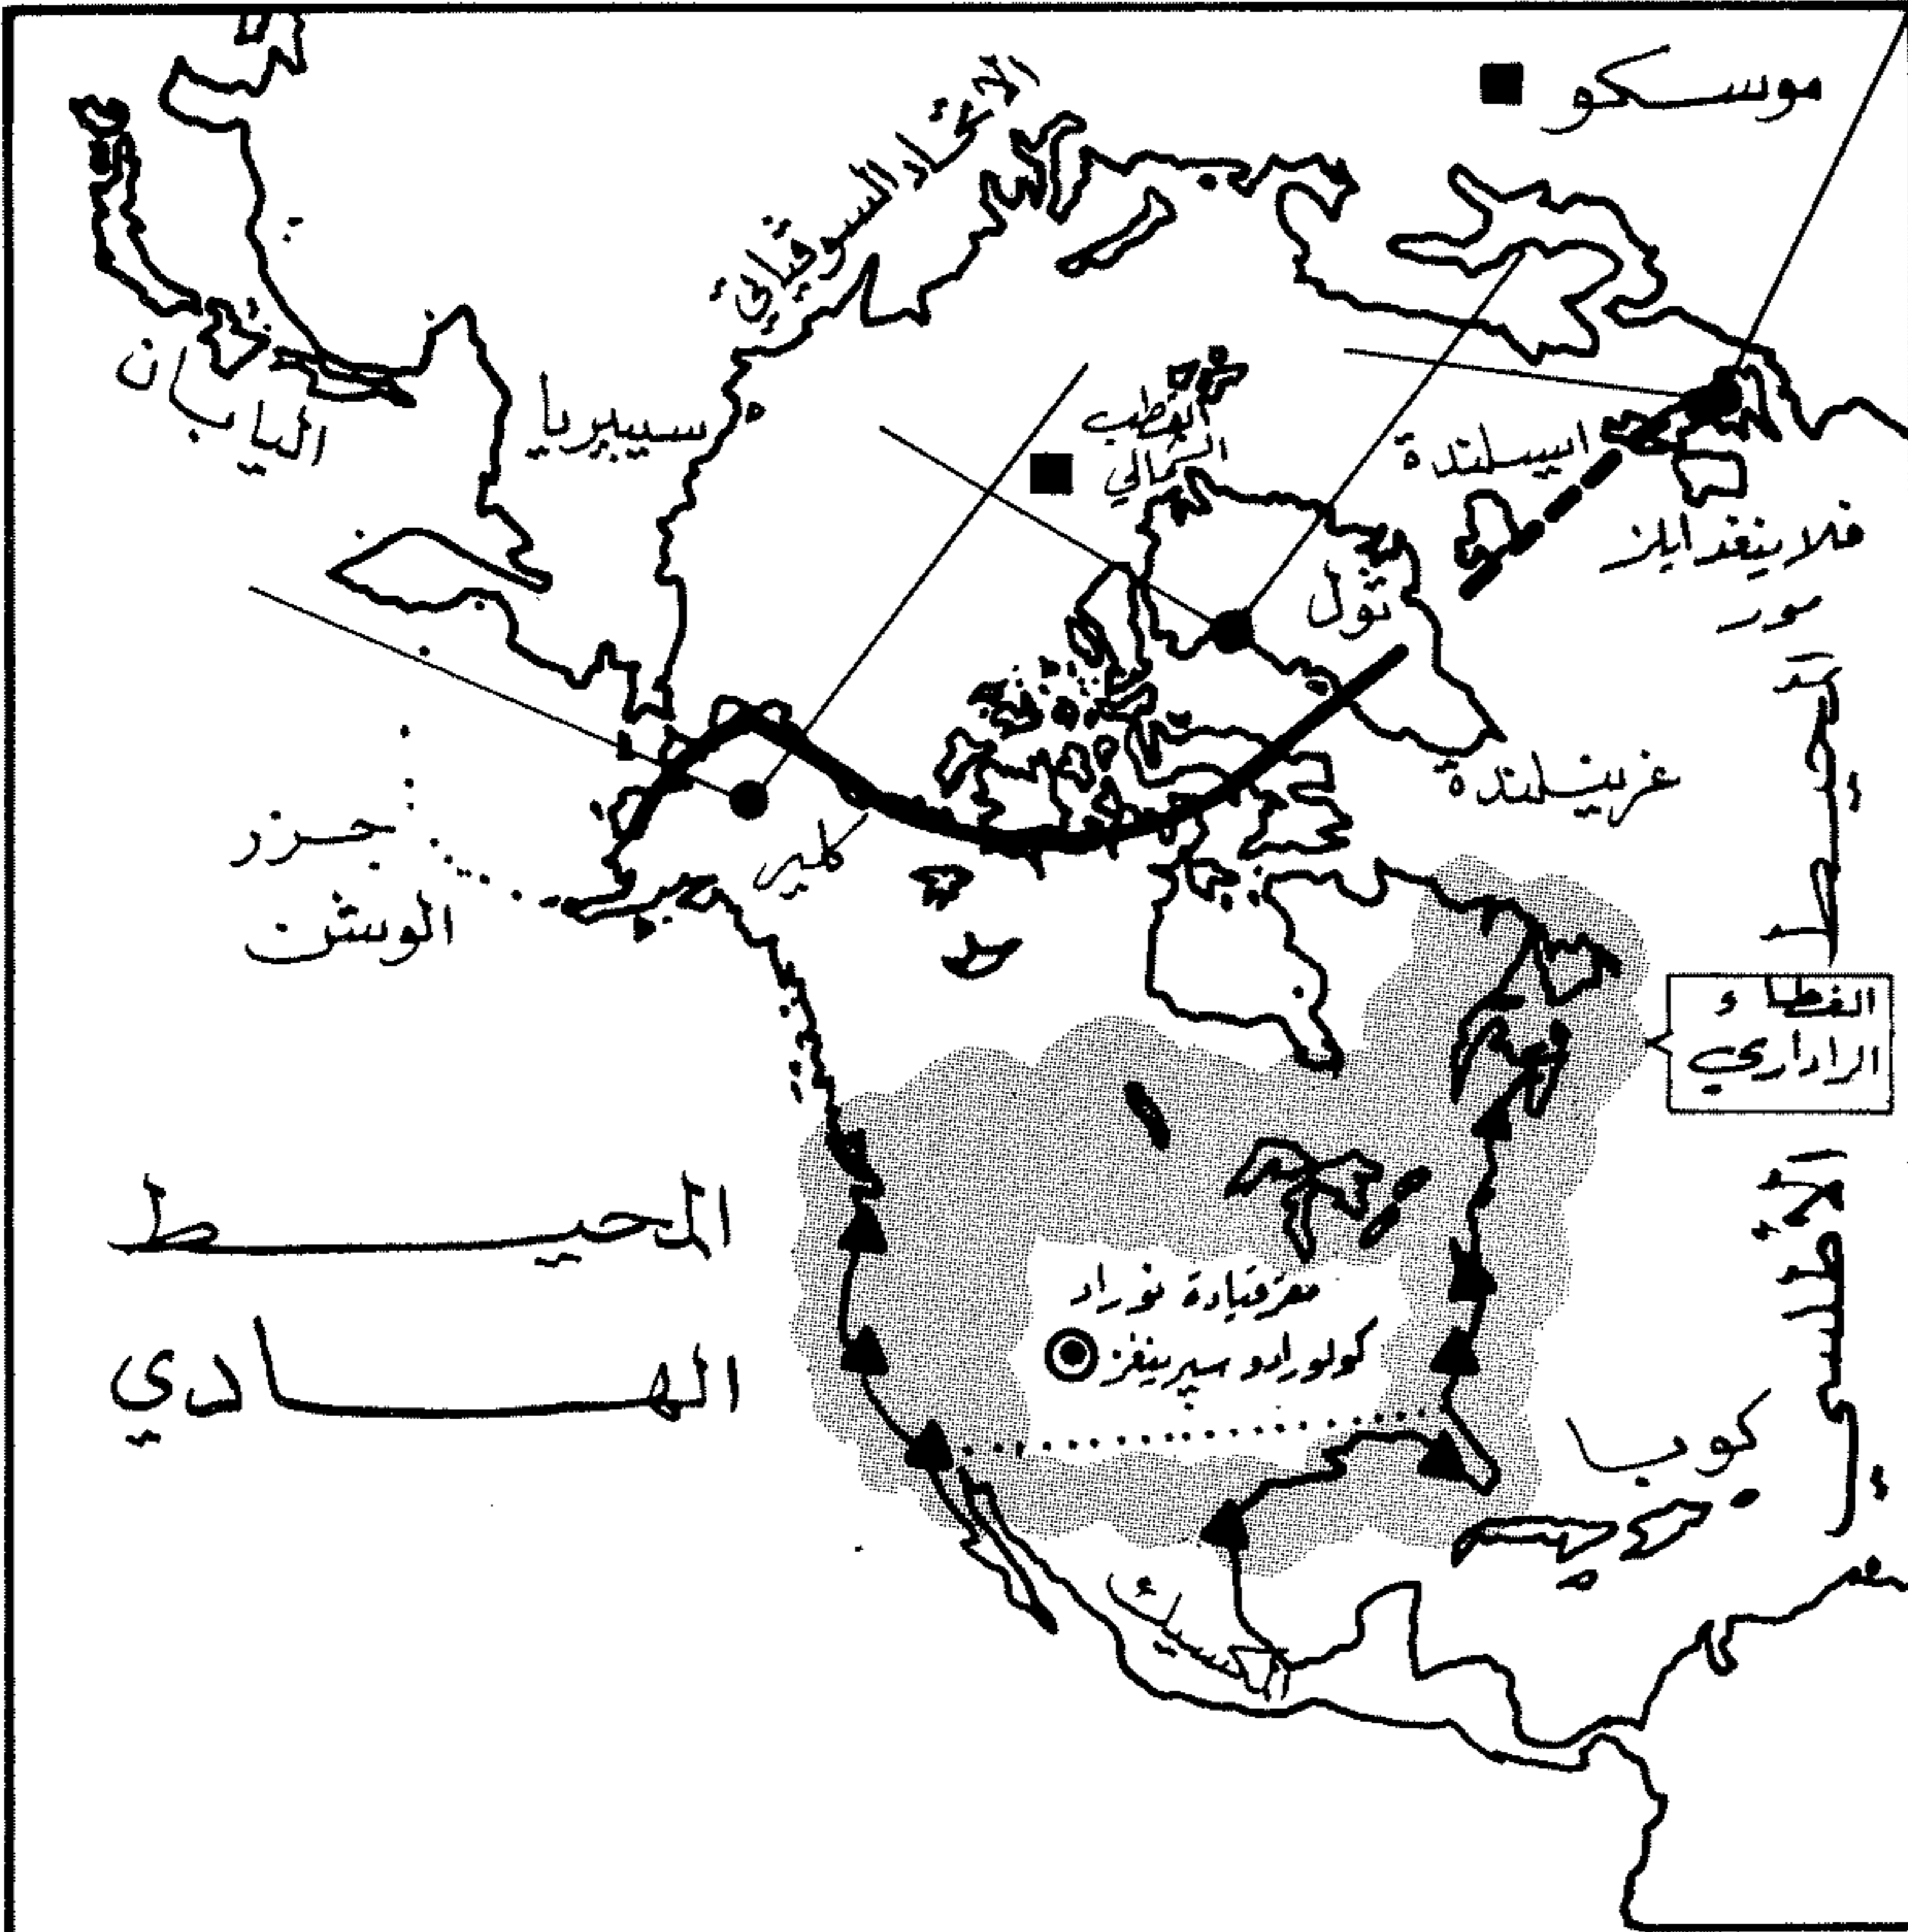 موسكو
الاتحاد السوفياتي
القطب
الشمالي
ايسلندة
اليابان
سيبيريا
فلاينغذايلز
مور
ثول
غرينلندة
جزر
الوشن
كلير
المحيط
الأطلسي
الغطاء
الراداري
المحيط
الهادي
مقر قيادة نوراد
كولورادو سبرينغز
كوبا
المكسيك